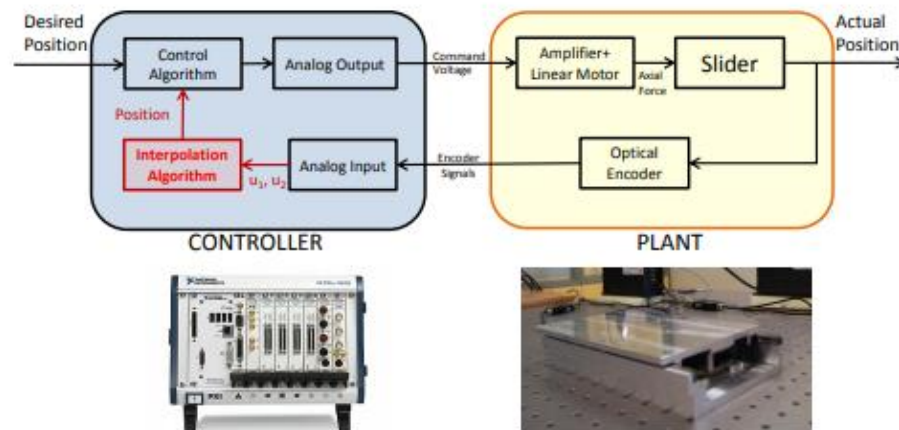 Desired
Position
Actual
Position
Control
Algorithm
Analog Output
Command
Voltage
Amplifier+
Linear Motor
Axial
Force
Slider
Position
Interpolation
Algorithm
u1, u2
Analog Input
Encoder
Signals
Optical
Encoder
CONTROLLER
PLANT
PXI